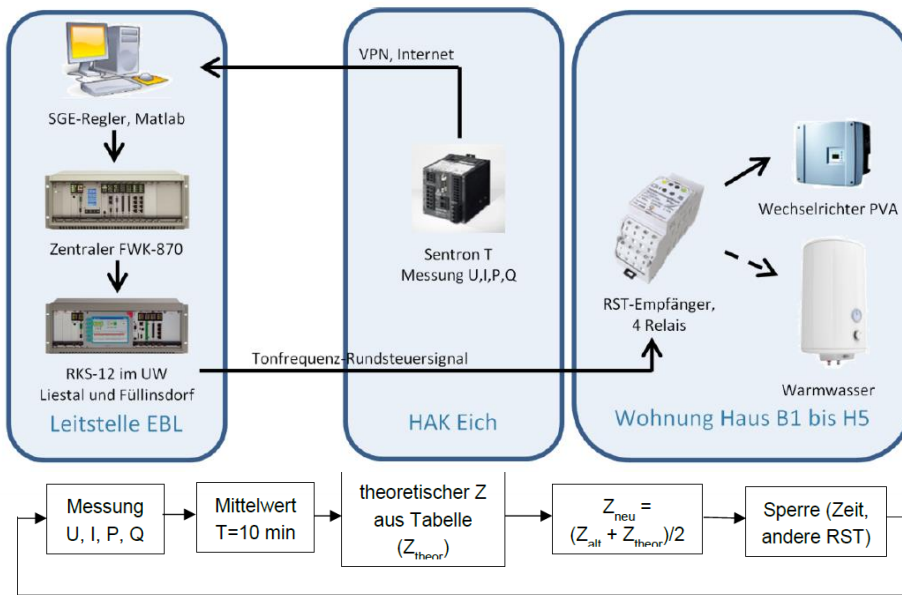 VPN, Internet
SGE-Regler, Matlab
Zentraler FWK-870
RKS-12 im UW
Liestal und Füllinsdorf
Leitstelle EBL
Sentron T
Messung U,I,P,Q
Tonfrequenz-Rundsteuersignal
HAK Eich
RST-Empfänger,
4 Relais
Wechselrichter PVA
Warmwasser
Wohnung Haus B1 bis H5
Messung
U, I, P, Q
Mittelwert
T=10 min
theoretischer Z
aus Tabelle
(Ztheor)
Zneu =
(Zalt + Ztheor)/2
Sperre (Zeit,
andere RST)